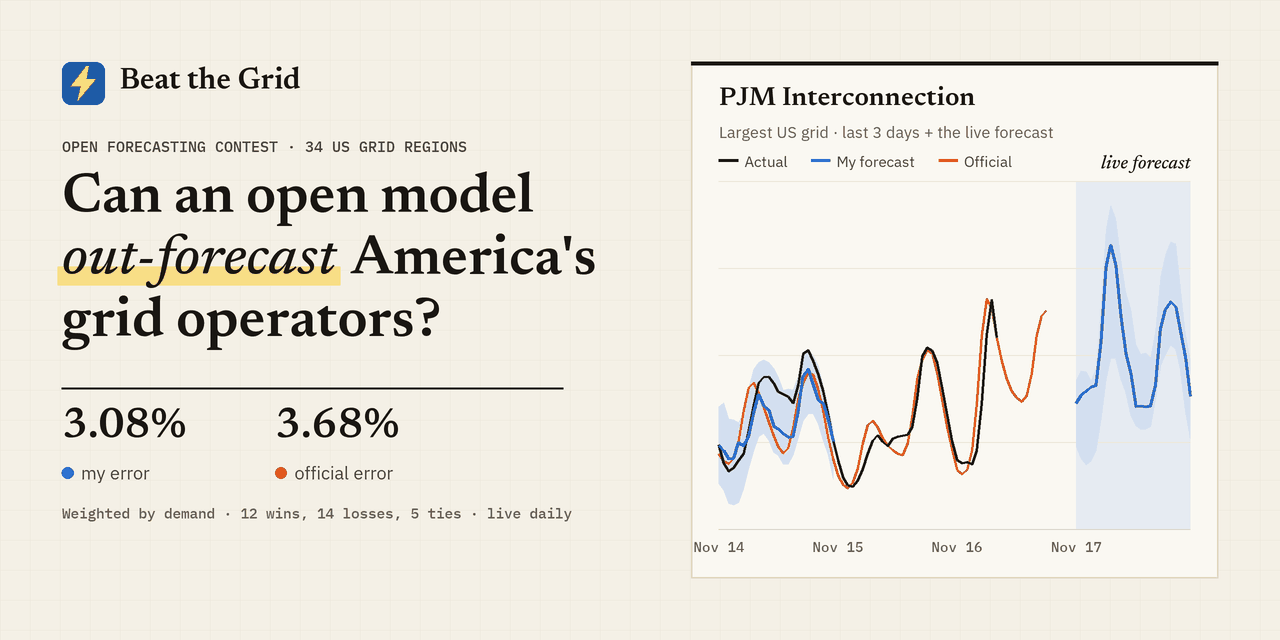 Beat the Grid
OPEN FORECASTING CONTEST · 34 US GRID REGIONS
Can an open model
out-forecast America's
grid operators?
3.08%
3.68%
my error
official error
Weighted by demand · 12 wins, 14 losses, 5 ties · live daily
PJM Interconnection
Largest US grid · last 3 days + the live forecast
Actual
My forecast
Official
live forecast
Nov 14
Nov 15
Nov 16
Nov 17